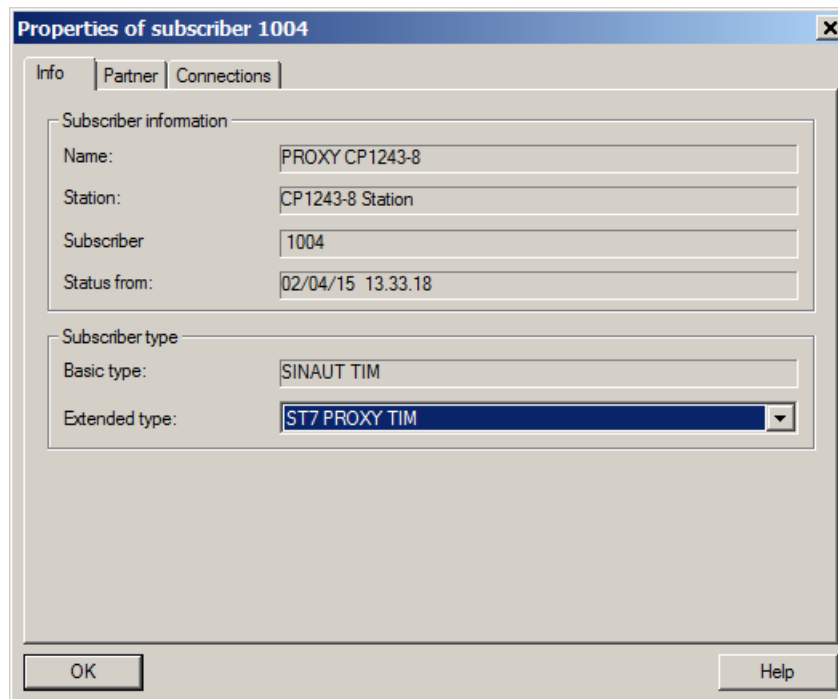 Properties of subscriber 1004
Info Partner Connections
Subscriber information
Name: PROXY CP1243-8
Station: CP1243-8 Station
Subscriber 1004
Status from: 02/04/15 13.33.18
Subscriber type
Basic type: SINAUT TIM
Extended type: ST7 PROXY TIM
OK Help